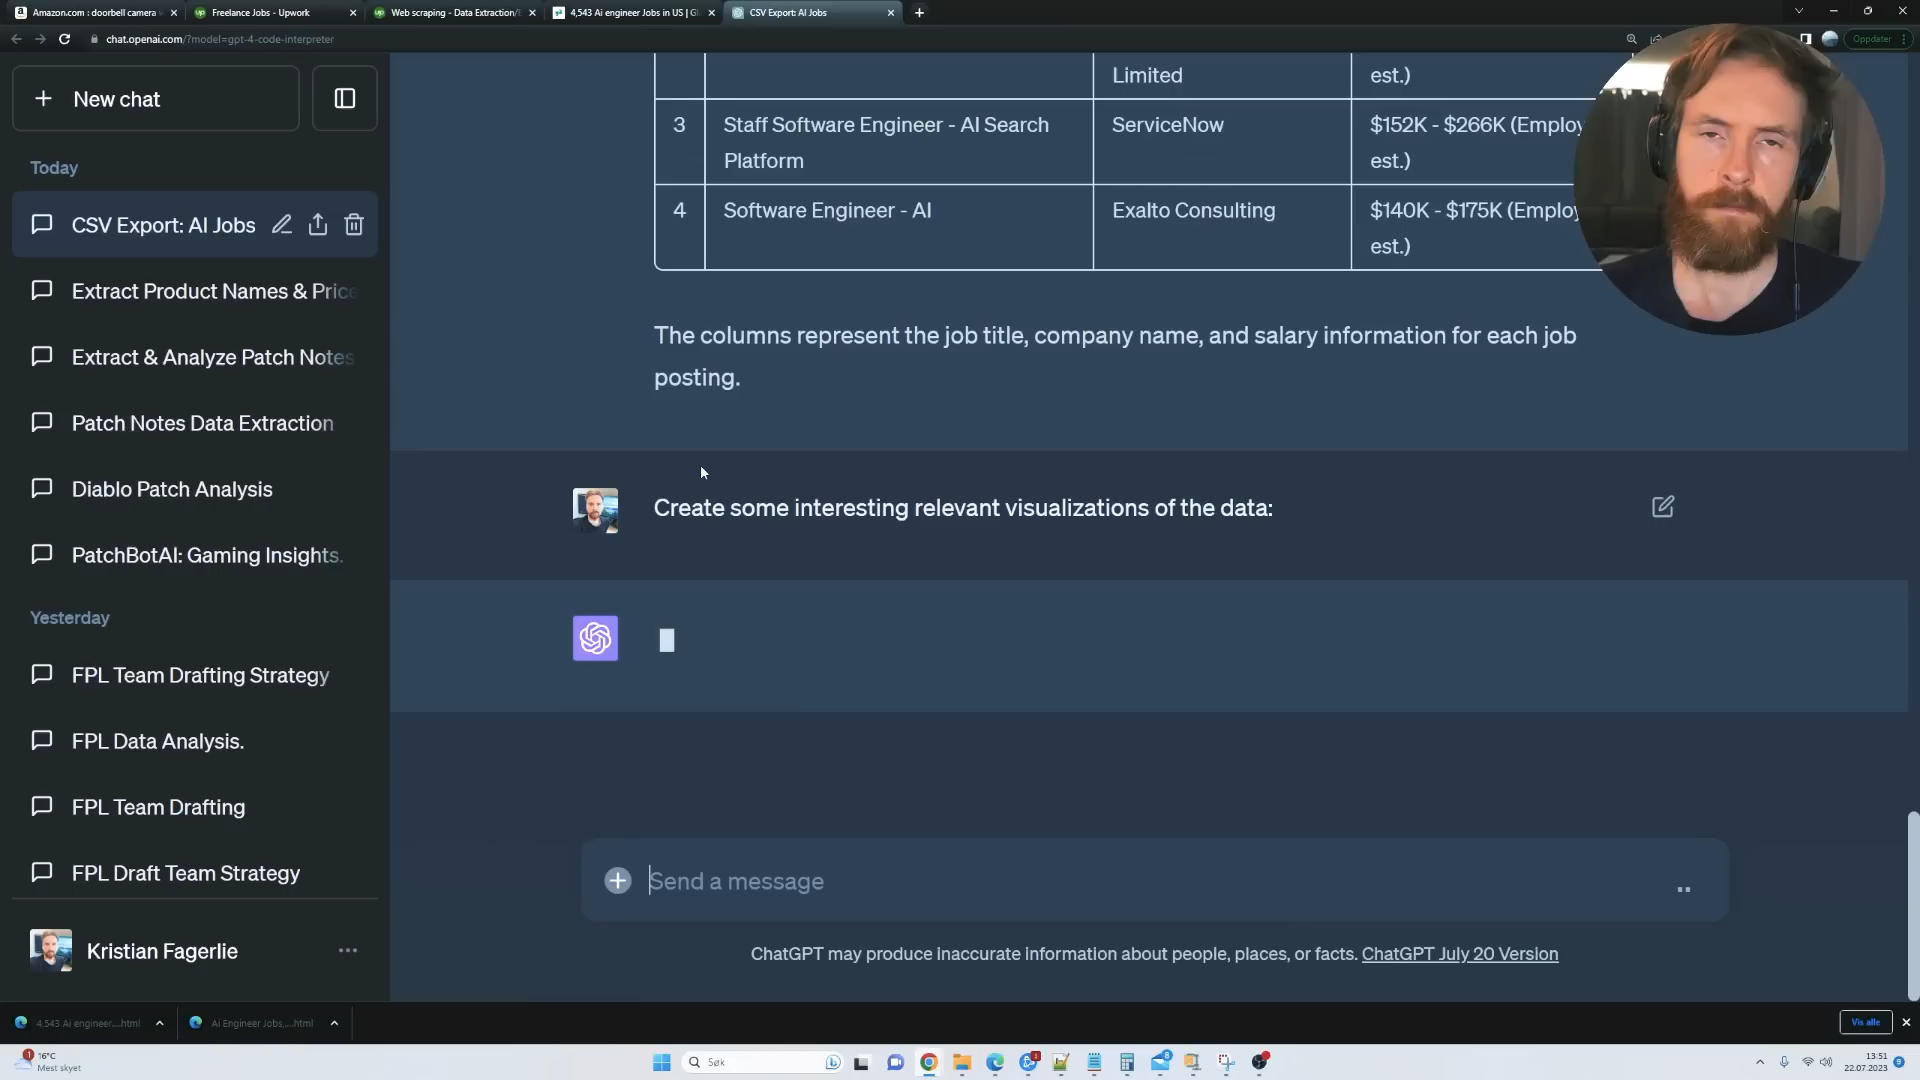 Amazon.com : doorbell camera
Freelance Jobs - Upwork
Web scraping - Data Extraction/
4,543 Ai engineer Jobs in US | Gl
CSV Export: AI Jobs
chat.openai.com/?model=gpt-4-code-interpreter
Oppdater
New chat
Today
CSV Export: AI Jobs
Extract Product Names & Price
Extract & Analyze Patch Notes
Patch Notes Data Extraction
Diablo Patch Analysis
PatchBotAI: Gaming Insights.
Yesterday
FPL Team Drafting Strategy
FPL Data Analysis.
FPL Team Drafting
FPL Draft Team Strategy
Kristian Fagerlie
Limited
est.)
3
Staff Software Engineer - AI Search
Platform
ServiceNow
$152K - $266K (Employ
est.)
4
Software Engineer - AI
Exalto Consulting
$140K - $175K (Employ
est.)
The columns represent the job title, company name, and salary information for each job
posting.
Create some interesting relevant visualizations of the data:
Send a message
ChatGPT may produce inaccurate information about people, places, or facts. ChatGPT July 20 Version
4,543 Ai engineer....html
Ai Engineer Jobs,....html
Vis alle
16°C
Mest skyet
Søk
13:51
22.07.2023